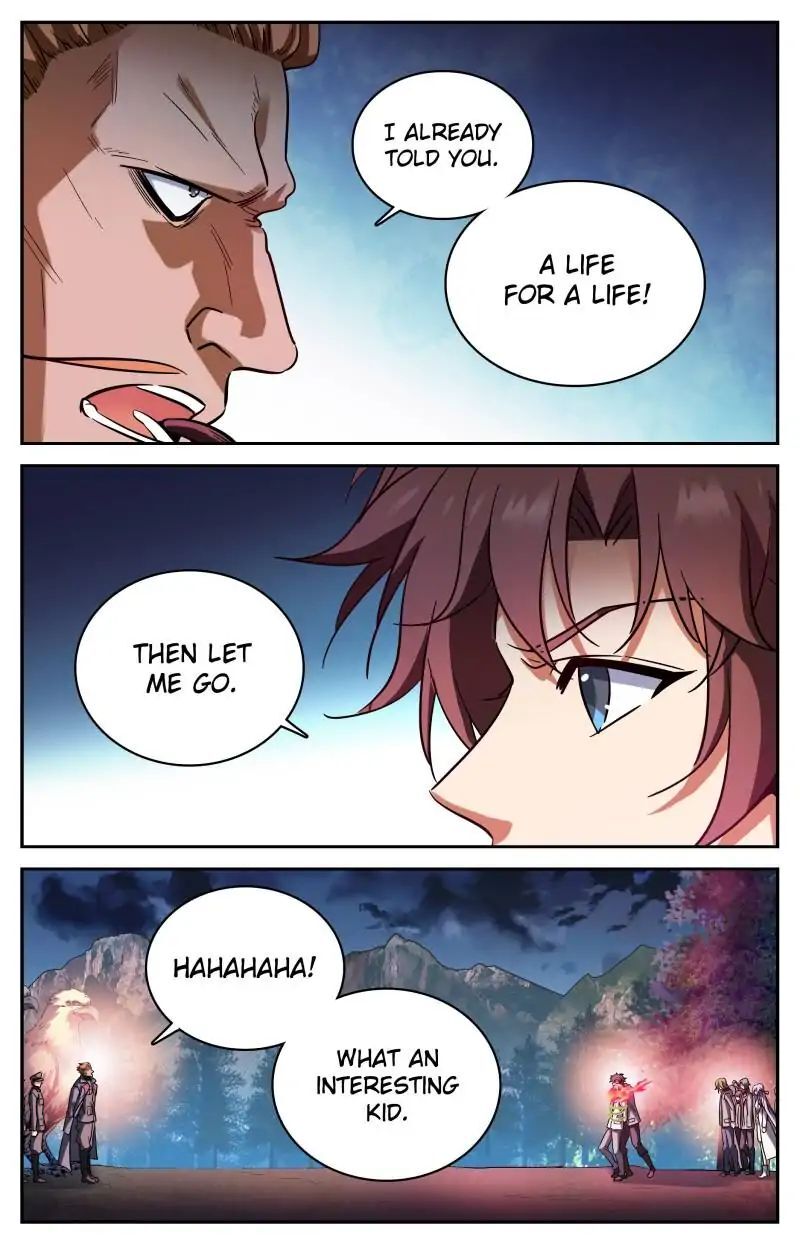 I ALREADY
TOLD YOU.
A LIFE
FOR A LIFE!
THEN LET
ME GO.
HAHAHAHA!
WHAT AN
INTERESTING
KID.